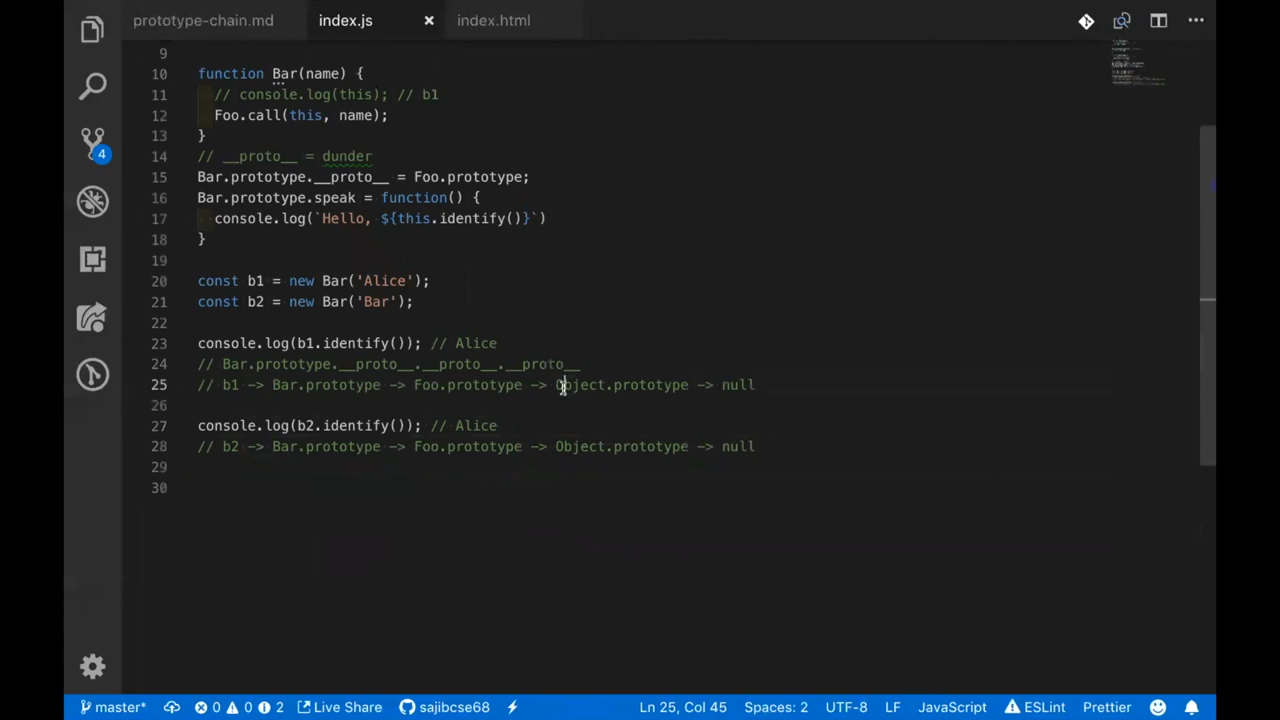 prototype-chain.md index.js × index.html
9
10 function Bar(name) {
11 // console.log(this); // b1
12 Foo.call(this, name);
13 }
14 // __proto__ = dunder
15 Bar.prototype.__proto__ = Foo.prototype;
16 Bar.prototype.speak = function() {
17 console.log(`Hello, ${this.identify()}`)
18 }
19
20 const b1 = new Bar('Alice');
21 const b2 = new Bar('Bar');
22
23 console.log(b1.identify()); // Alice
24 // Bar.prototype.__proto__.__proto__.__proto__
25 // b1 -> Bar.prototype -> Foo.prototype -> Object.prototype -> null
26
27 console.log(b2.identify()); // Alice
28 // b2 -> Bar.prototype -> Foo.prototype -> Object.prototype -> null
29
30
4
master* 0 0 2 Live Share sajibcse68 Ln 25, Col 45 Spaces: 2 UTF-8 LF JavaScript ESLint Prettier